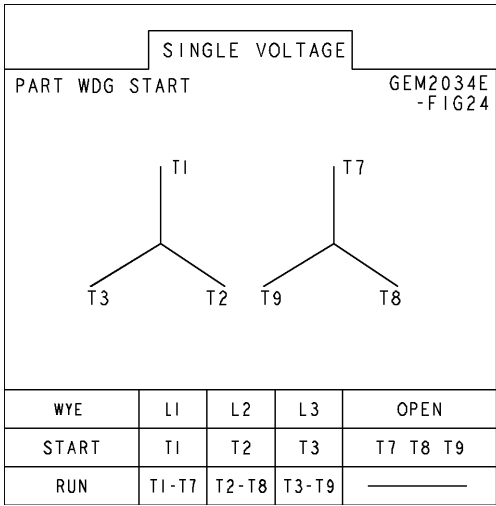 SINGLE VOLTAGE
PART WDG START
GEM2034E
-FIG24
T1
T7
T3
T2
T9
T8
WYE L1 L2 L3 OPEN
START T1 T2 T3 T7 T8 T9
RUN T1-T7 T2-T8 T3-T9